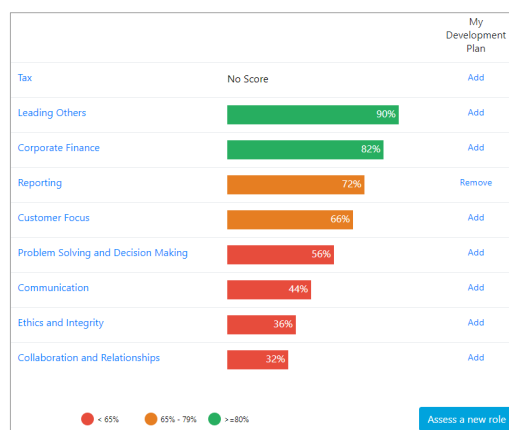 My
Development
Plan
Tax No Score Add
Leading Others 90% Add
Corporate Finance 82% Add
Reporting 72% Remove
Customer Focus 66% Add
Problem Solving and Decision Making 56% Add
Communication 44% Add
Ethics and Integrity 36% Add
Collaboration and Relationships 32% Add
< 65% 65% - 79% >=80% Assess a new role